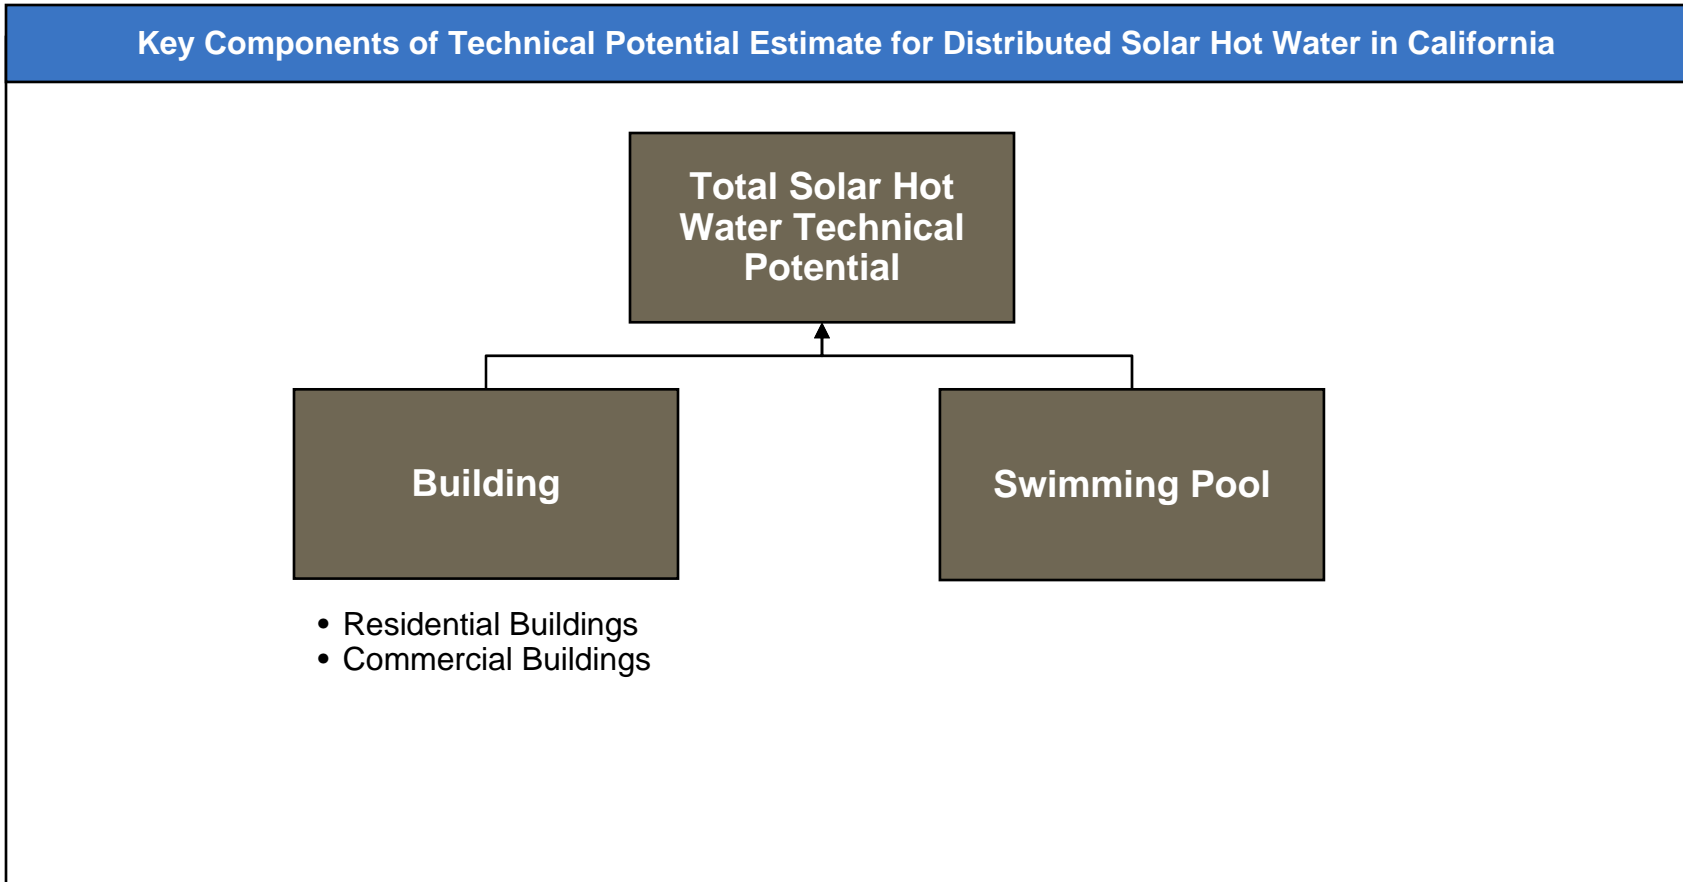 Key Components of Technical Potential Estimate for Distributed Solar Hot Water in California
Total Solar Hot
Water Technical
Potential
Building
Swimming Pool
• Residential Buildings
• Commercial Buildings